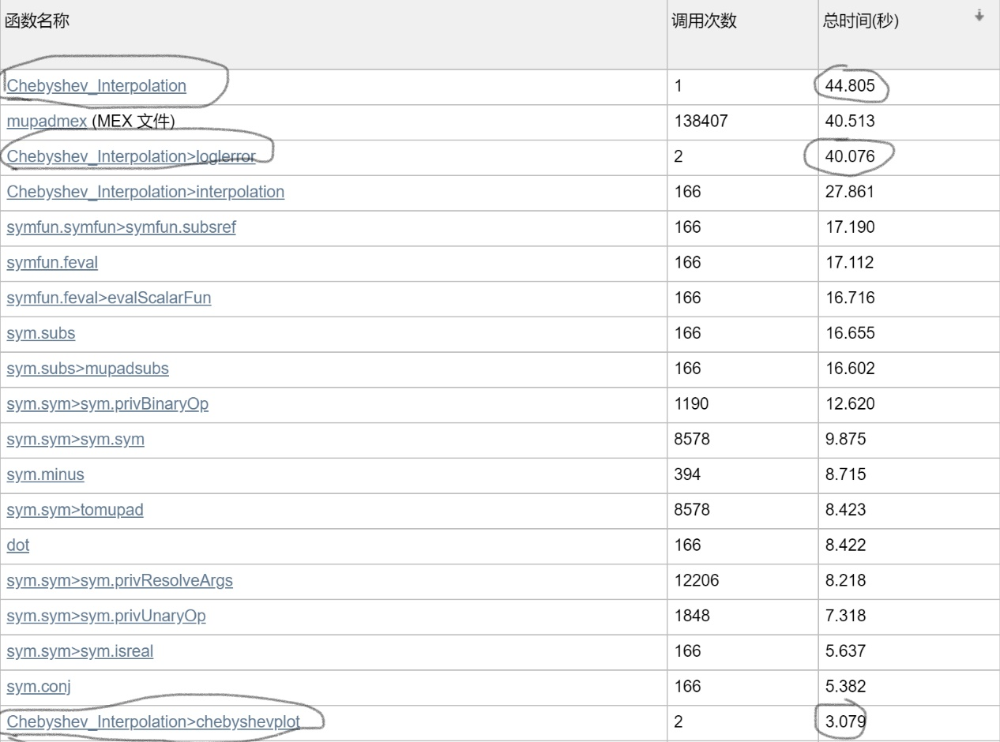 函数名称 调用次数 总时间(秒)
Chebyshev_Interpolation 1 44.805
mupadmex (MEX 文件) 138407 40.513
Chebyshev_Interpolation>loglerror 2 40.076
Chebyshev_Interpolation>interpolation 166 27.861
symfun.symfun>symfun.subsref 166 17.190
symfun.feval 166 17.112
symfun.feval>evalScalarFun 166 16.716
sym.subs 166 16.655
sym.subs>mupadsubs 166 16.602
sym.sym>sym.privBinaryOp 1190 12.620
sym.sym>sym.sym 8578 9.875
sym.minus 394 8.715
sym.sym>tomupad 8578 8.423
dot 166 8.422
sym.sym>sym.privResolveArgs 12206 8.218
sym.sym>sym.privUnaryOp 1848 7.318
sym.sym>sym.isreal 166 5.637
sym.conj 166 5.382
Chebyshev_Interpolation>chebyshevplot 2 3.079